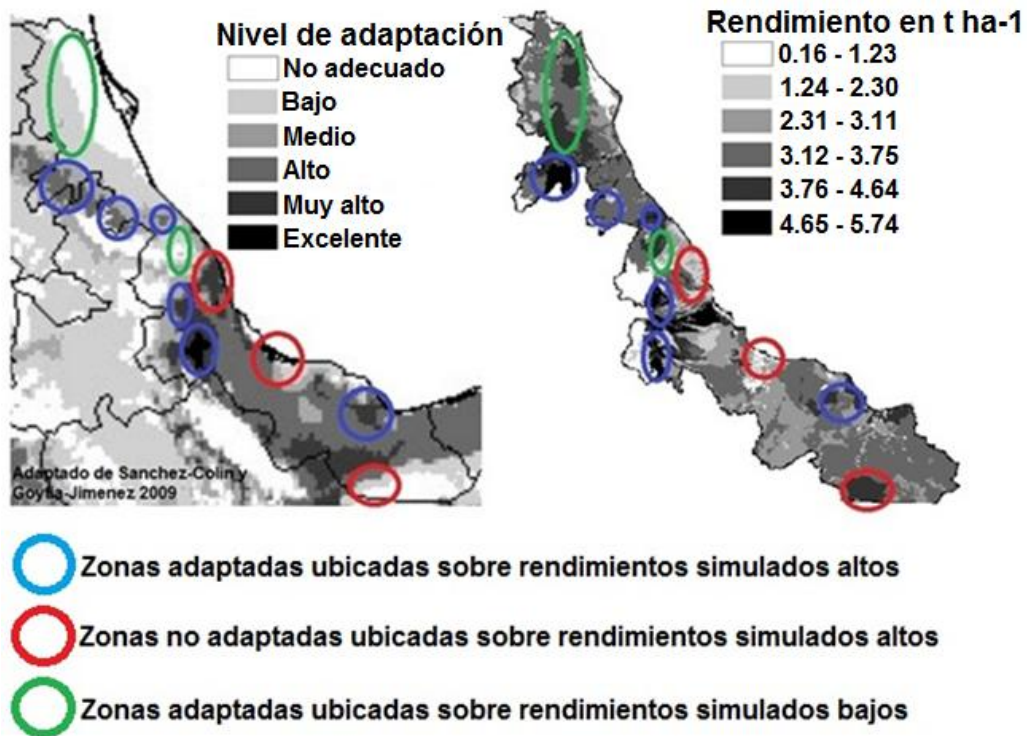 Nivel de adaptación
No adecuado
Bajo
Medio
Alto
Muy alto
Excelente
Adaptado de Sanchez-Colin y
Goytia-Jimenez 2009
Rendimiento en t ha-1
0.16 - 1.23
1.24 - 2.30
2.31 - 3.11
3.12 - 3.75
3.76 - 4.64
4.65 - 5.74
Zonas adaptadas ubicadas sobre rendimientos simulados altos
Zonas no adaptadas ubicadas sobre rendimientos simulados altos
Zonas adaptadas ubicadas sobre rendimientos simulados bajos